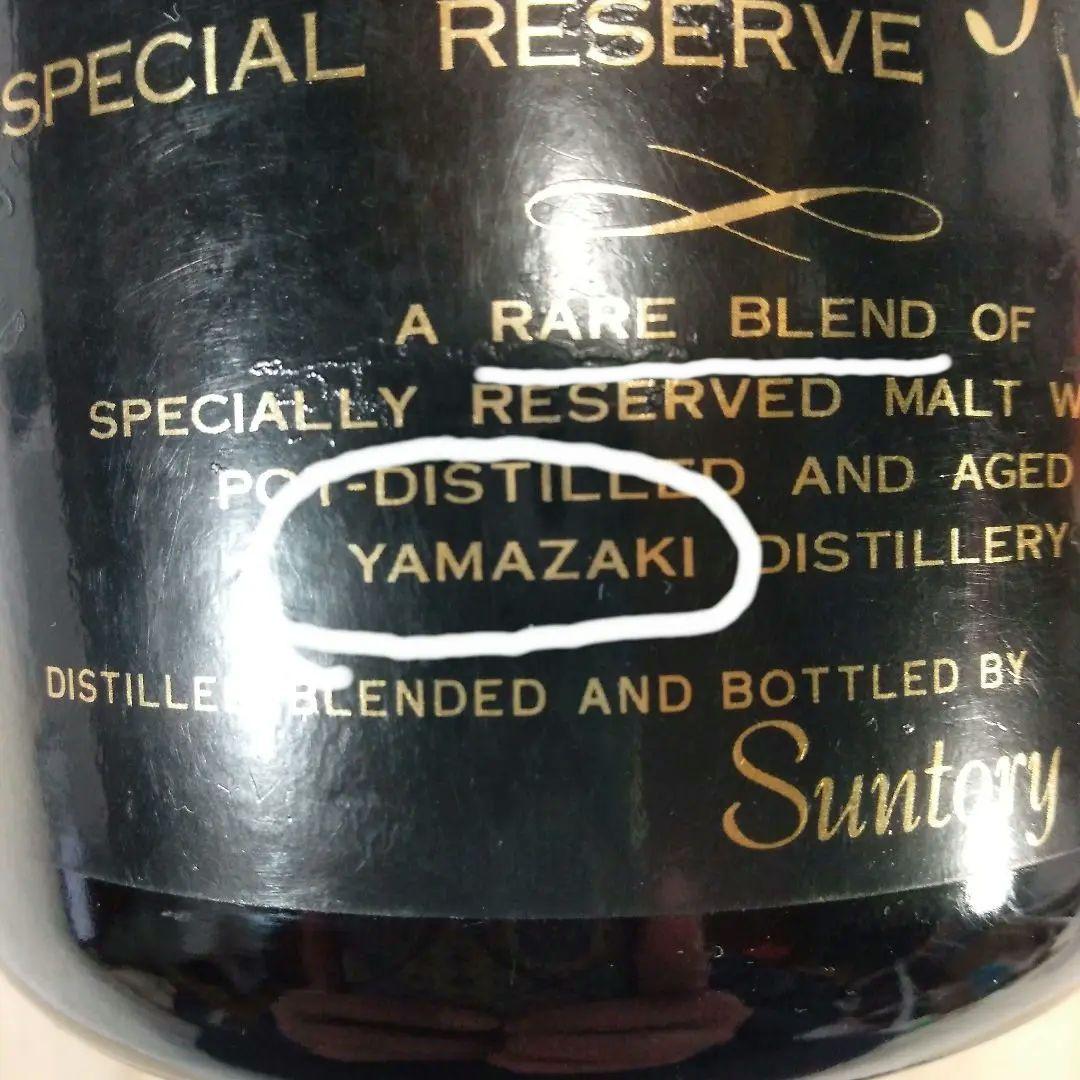 SPECIAL RESERVE
A RARE BLEND OF
SPECIALLY RESERVED MALT
POT-DISTILLED AND AGED
YAMAZAKI DISTILLERY
DISTILLED BLENDED AND BOTTLED BY
Suntory